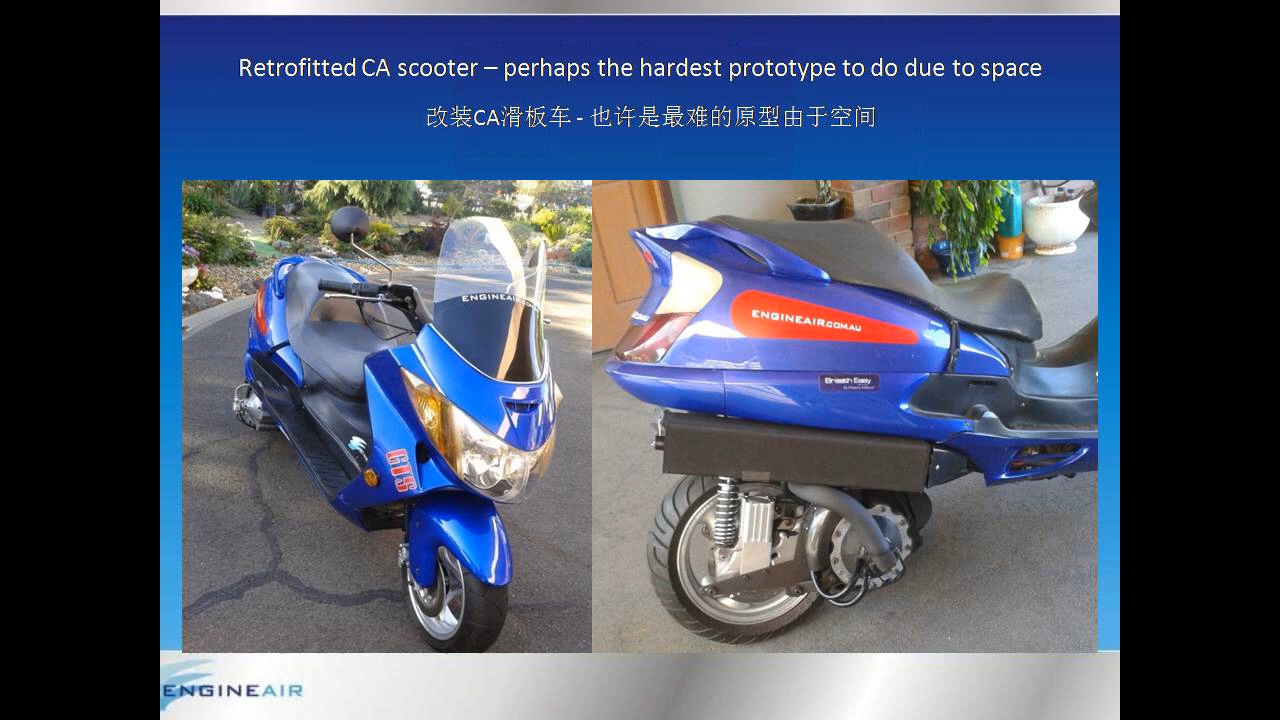 Retrofitted CA scooter – perhaps the hardest prototype to do due to space
改装CA滑板车 - 也许是最难的原型由于空间
ENGINEAIR
GTS
ENGINEAIR.COM.AU
Breath Easy
ENGINEAIR